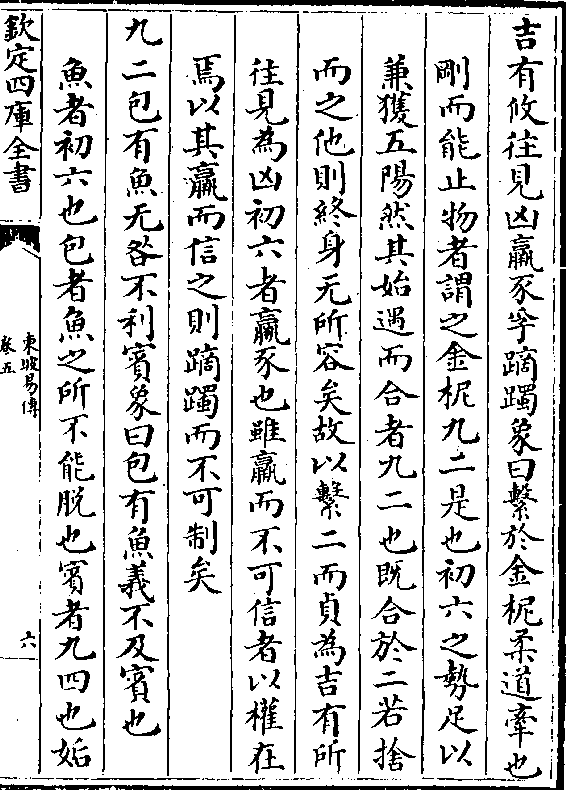 吉有攸往見凶羸豕孚蹢躅象曰繫於金柅柔道牽也
剛而能止物者謂之金柅九二是也初六之勢足以
兼獲五陽然其始遇而合者九二也既合於二若捨
而之他則終身无所容矣故以繫二而貞為吉有所
往見為凶初六者羸豕也雖羸而不可信者以權在
焉以其羸而信之則蹢躅而不可制矣
九二包有魚无咎不利賓象曰包有魚義不及賓也
魚者初六也包者魚之所不能脫也賓者九四也姤
欽定四庫全書
東坡易傳
卷五
六